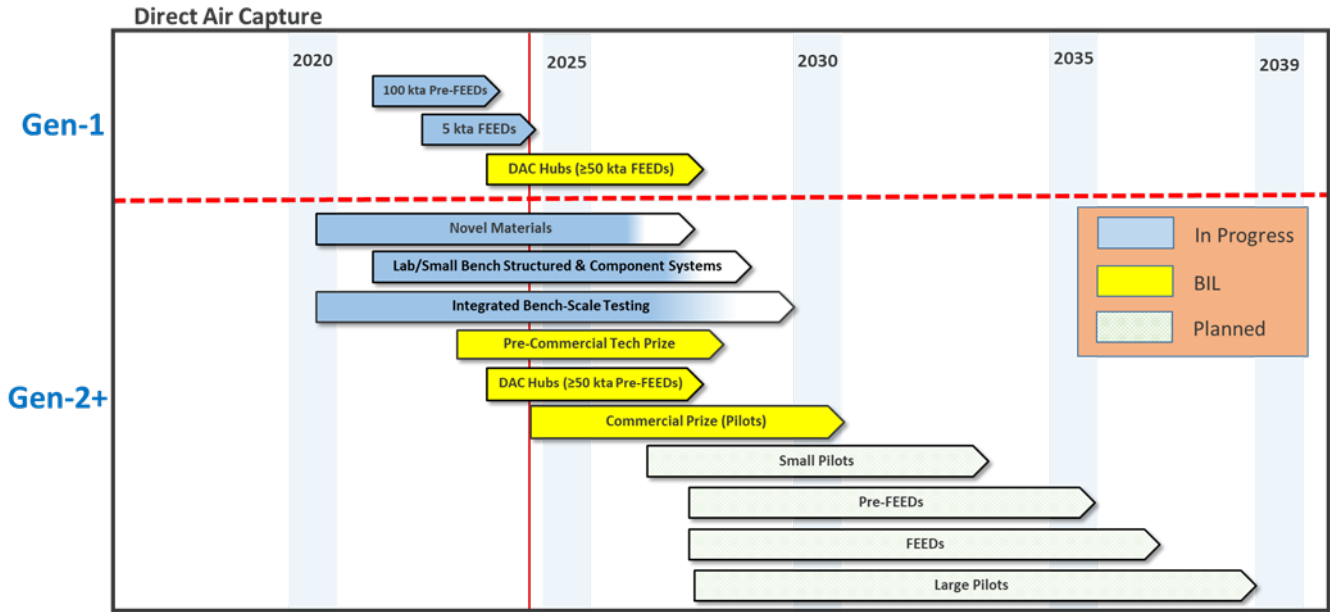 Direct Air Capture
2020
2025
2030
2035
2039
Gen-1
100 kta Pre-FEEDs
5 kta FEEDs
DAC Hubs (≥50 kta FEEDs)
Gen-2+
Novel Materials
Lab/Small Bench Structured & Component Systems
Integrated Bench-Scale Testing
Pre-Commercial Tech Prize
DAC Hubs (≥50 kta Pre-FEEDs)
Commercial Prize (Pilots)
Small Pilots
Pre-FEEDs
FEEDs
Large Pilots
In Progress
BIL
Planned